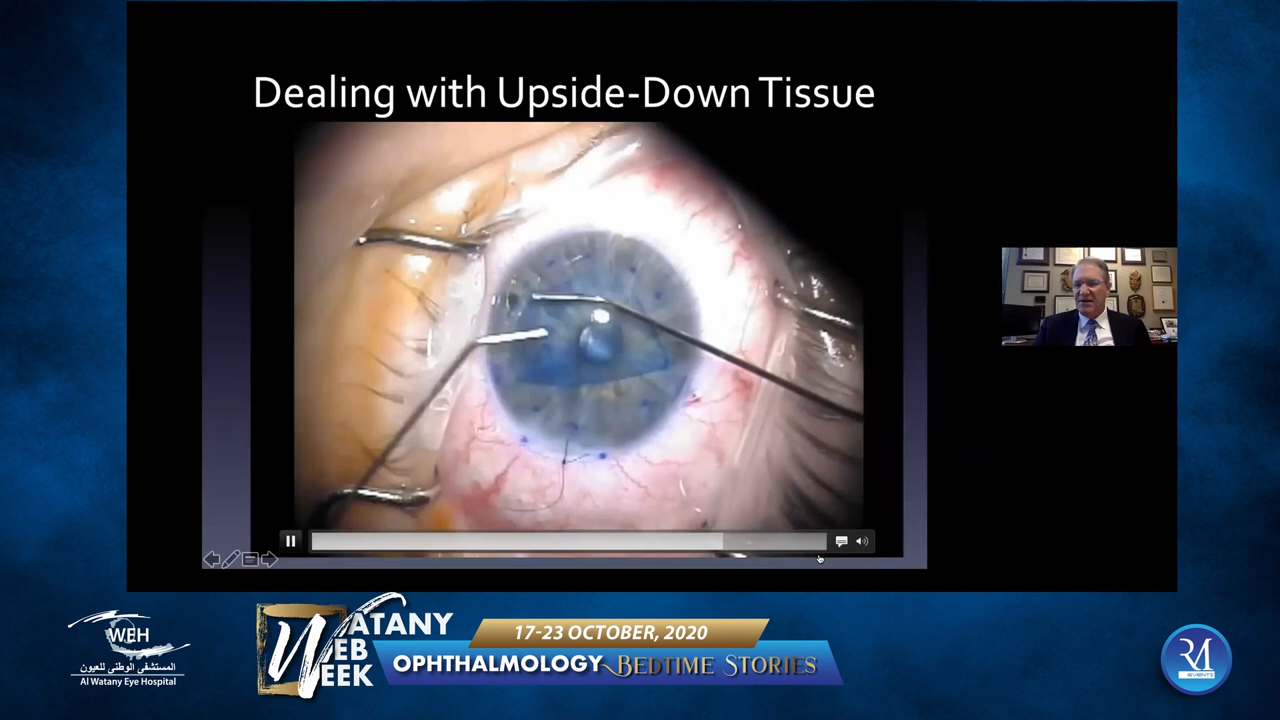 Dealing with Upside-Down Tissue
WEH
المستشفى الوطني للعيون
Al Watany Eye Hospital
WATANY
WEB
WEEK
17-23 OCTOBER, 2020
OPHTHALMOLOGY BEDTIME STORIES
RM
EVENTS